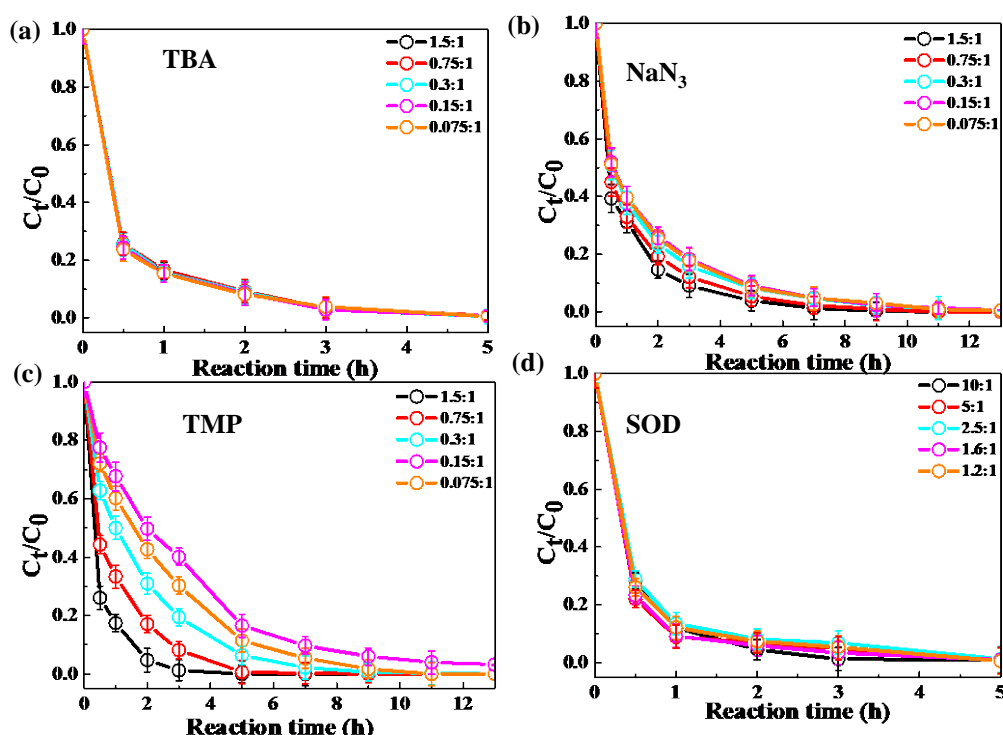 (a)
TBA
1.5:1
0.75:1
0.3:1
0.15:1
0.075:1
1.0
0.8
0.6
0.4
0.2
0.0
Ct/C0
0 1 2 3 4 5
Reaction time (h)
(b)
NaN3
1.5:1
0.75:1
0.3:1
0.15:1
0.075:1
1.0
0.8
0.6
0.4
0.2
0.0
Ct/C0
0 2 4 6 8 10 12
Reaction time (h)
(c)
TMP
1.5:1
0.75:1
0.3:1
0.15:1
0.075:1
1.0
0.8
0.6
0.4
0.2
0.0
Ct/C0
0 2 4 6 8 10 12
Reaction time (h)
(d)
SOD
10:1
5:1
2.5:1
1.6:1
1.2:1
1.0
0.8
0.6
0.4
0.2
0.0
Ct/C0
0 1 2 3 4 5
Reaction time (h)